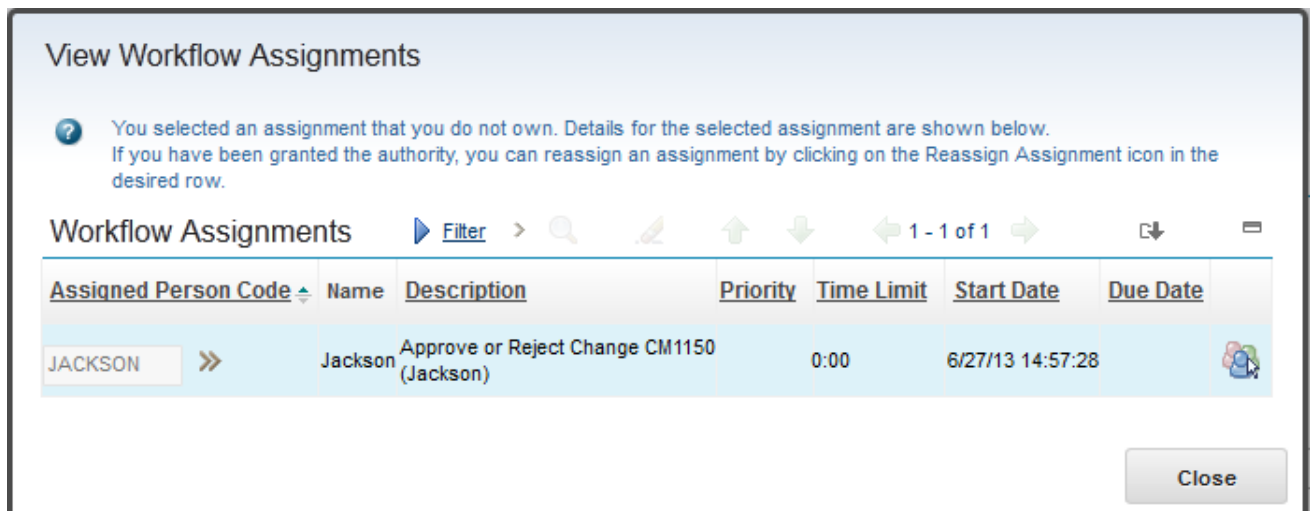 View Workflow Assignments
You selected an assignment that you do not own. Details for the selected assignment are shown below.
If you have been granted the authority, you can reassign an assignment by clicking on the Reassign Assignment icon in the
desired row.
Workflow Assignments Filter 1 - 1 of 1
Assigned Person Code Name Description Priority Time Limit Start Date Due Date
JACKSON Jackson Approve or Reject Change CM1150 0:00 6/27/13 14:57:28
(Jackson)
Close